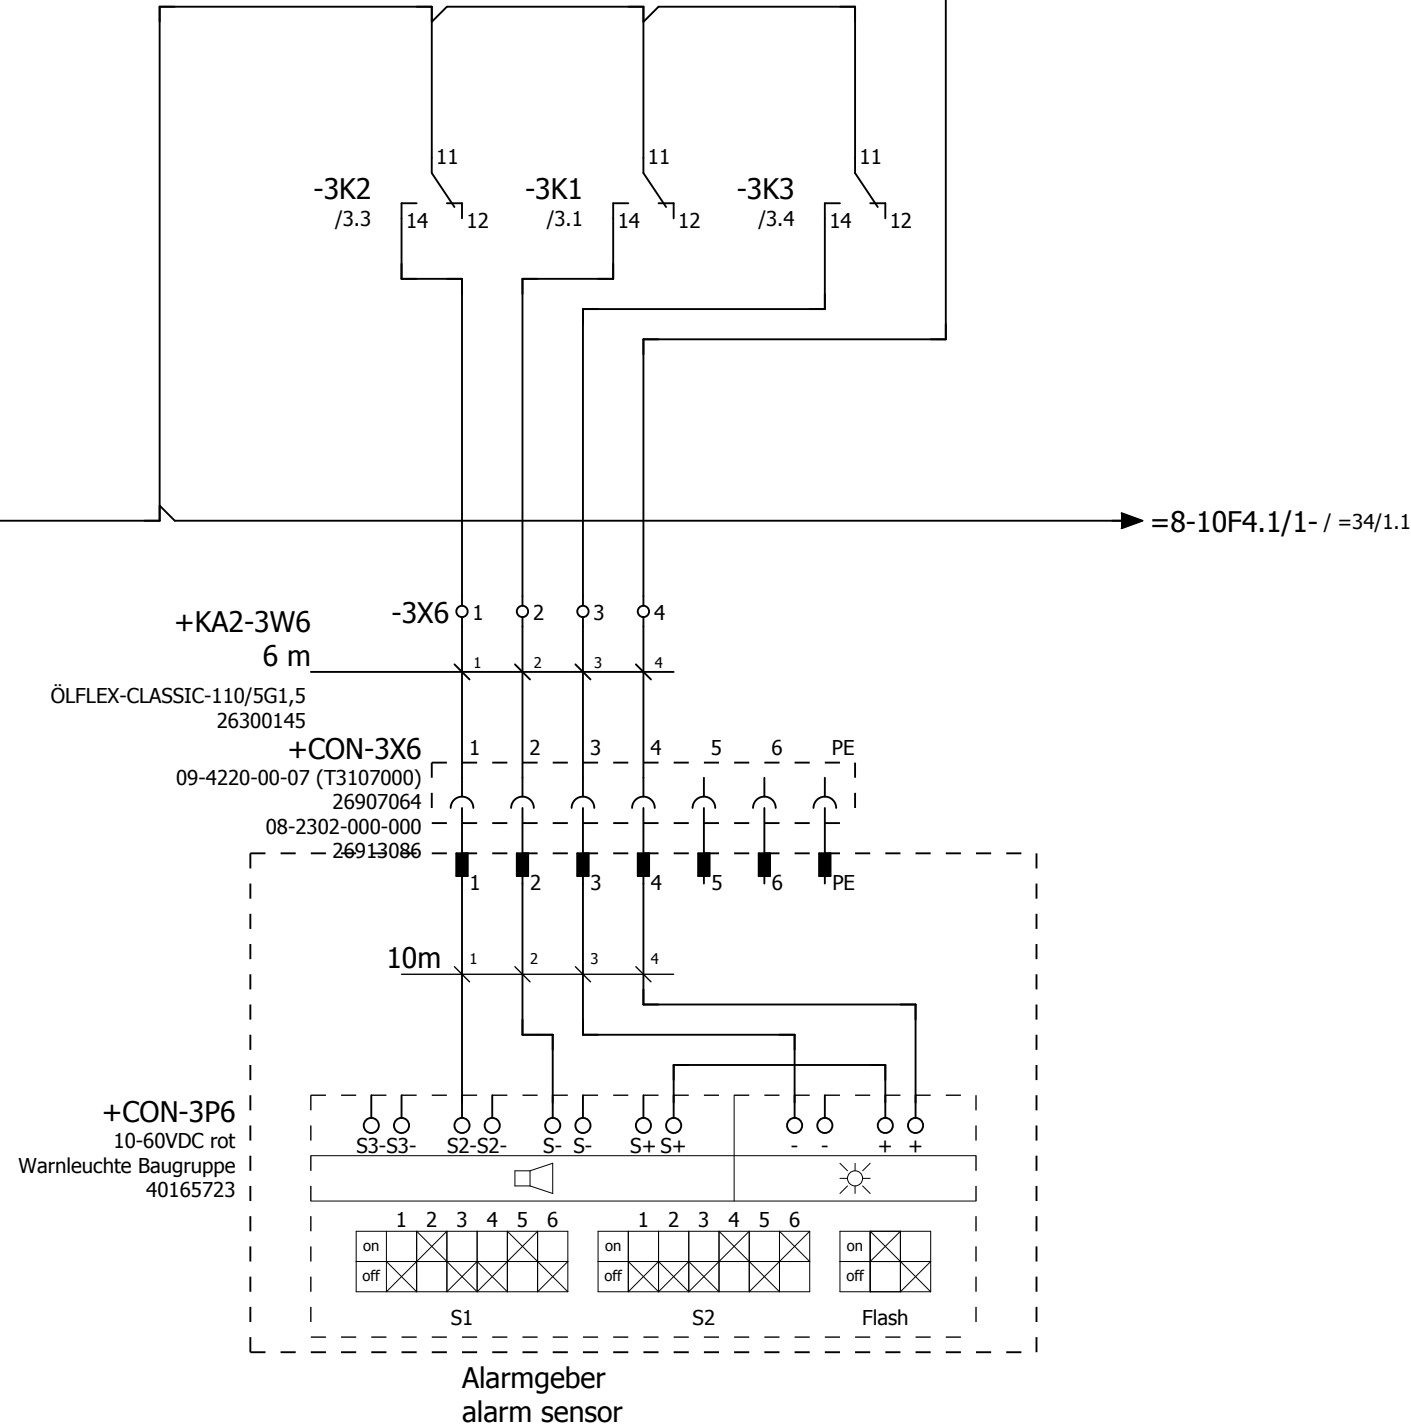 11 11 11
-3K2 -3K1 -3K3
/3.3 14 12 /3.1 14 12 /3.4 14 12
=8-10F4.1/1- / =34/1.1
+KA2-3W6 -3X6 1 2 3 4
6 m 1 2 3 4
ÖLFLEX-CLASSIC-110/5G1,5
26300145
+CON-3X6 1 2 3 4 5 6 PE
09-4220-00-07 (T3107000)
26907064
08-2302-000-000
26913086
1 2 3 4 5 6 PE
10m 1 2 3 4
+CON-3P6
10-60VDC rot
Warnleuchte Baugruppe
40165723
S3- S3- S2- S2- S- S- S+ S+ - - + +
1 2 3 4 5 6 1 2 3 4 5 6
on on on
off off off
S1 S2 Flash
Alarmgeber
alarm sensor